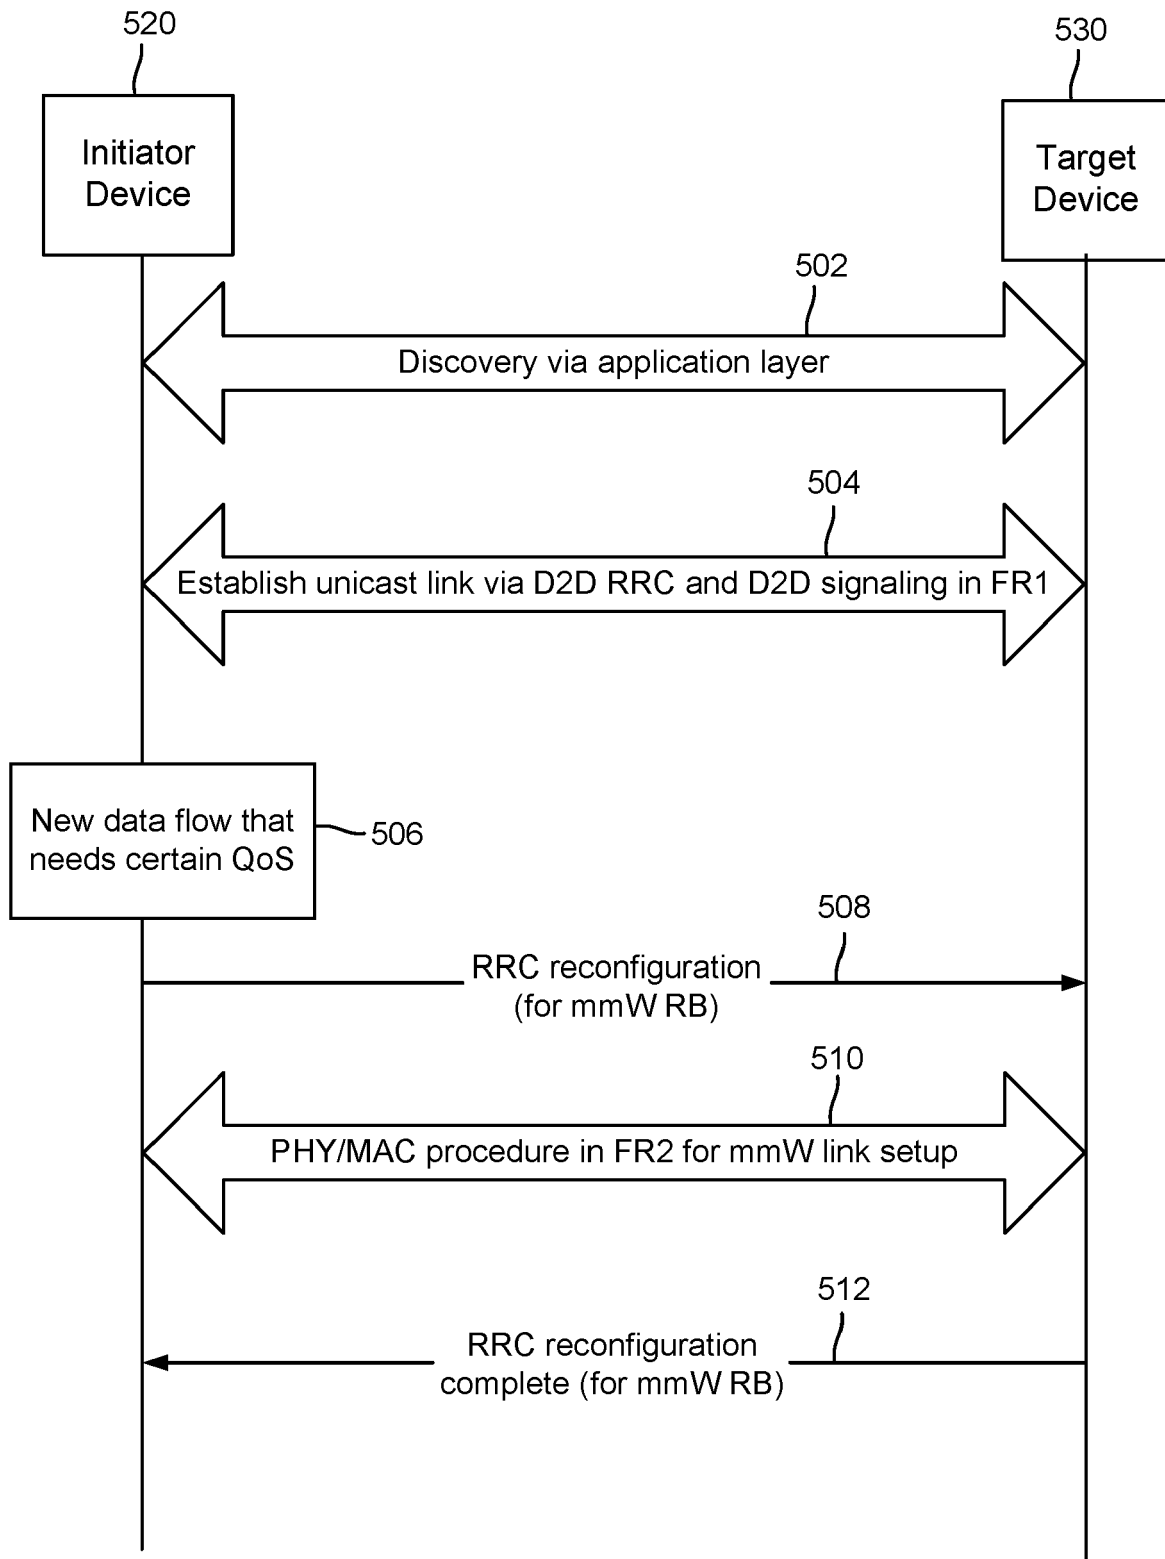 520
530
Initiator
Device
Target
Device
502
Discovery via application layer
504
Establish unicast link via D2D RRC and D2D signaling in FR1
New data flow that
needs certain QoS
506
508
RRC reconfiguration
(for mmW RB)
510
PHY/MAC procedure in FR2 for mmW link setup
512
RRC reconfiguration
complete (for mmW RB)